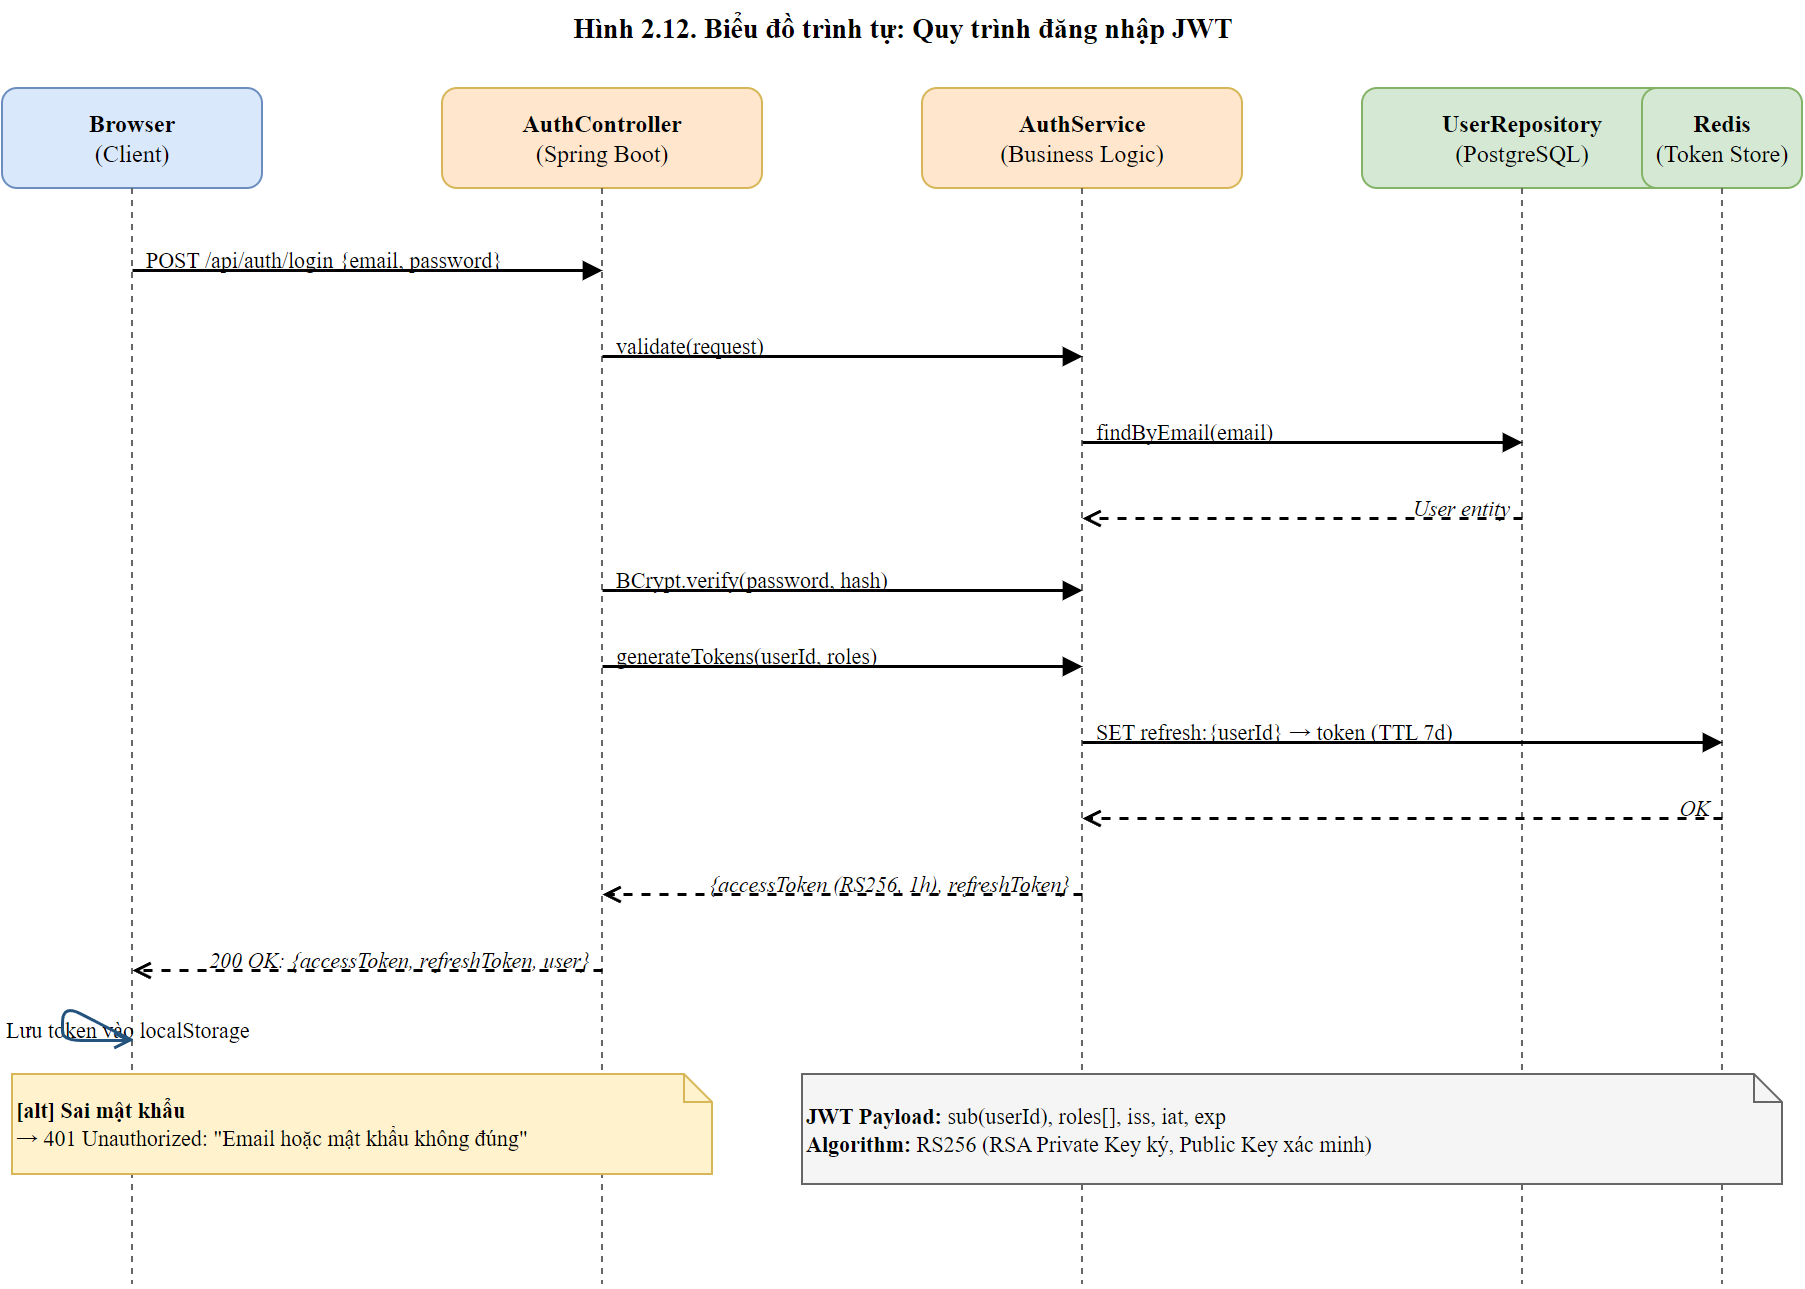 Hình 2.12. Biểu đồ trình tự: Quy trình đăng nhập JWT
Browser
(Client)
AuthController
(Spring Boot)
AuthService
(Business Logic)
UserRepository
(PostgreSQL)
Redis
(Token Store)
POST /api/auth/login {email, password}
validate(request)
findByEmail(email)
User entity
BCrypt.verify(password, hash)
generateTokens(userId, roles)
SET refresh:{userId} → token (TTL 7d)
OK
{accessToken (RS256, 1h), refreshToken}
200 OK: {accessToken, refreshToken, user}
Lưu token vào localStorage
[alt] Sai mật khẩu
→ 401 Unauthorized: "Email hoặc mật khẩu không đúng"
JWT Payload: sub(userId), roles[], iss, iat, exp
Algorithm: RS256 (RSA Private Key ký, Public Key xác minh)